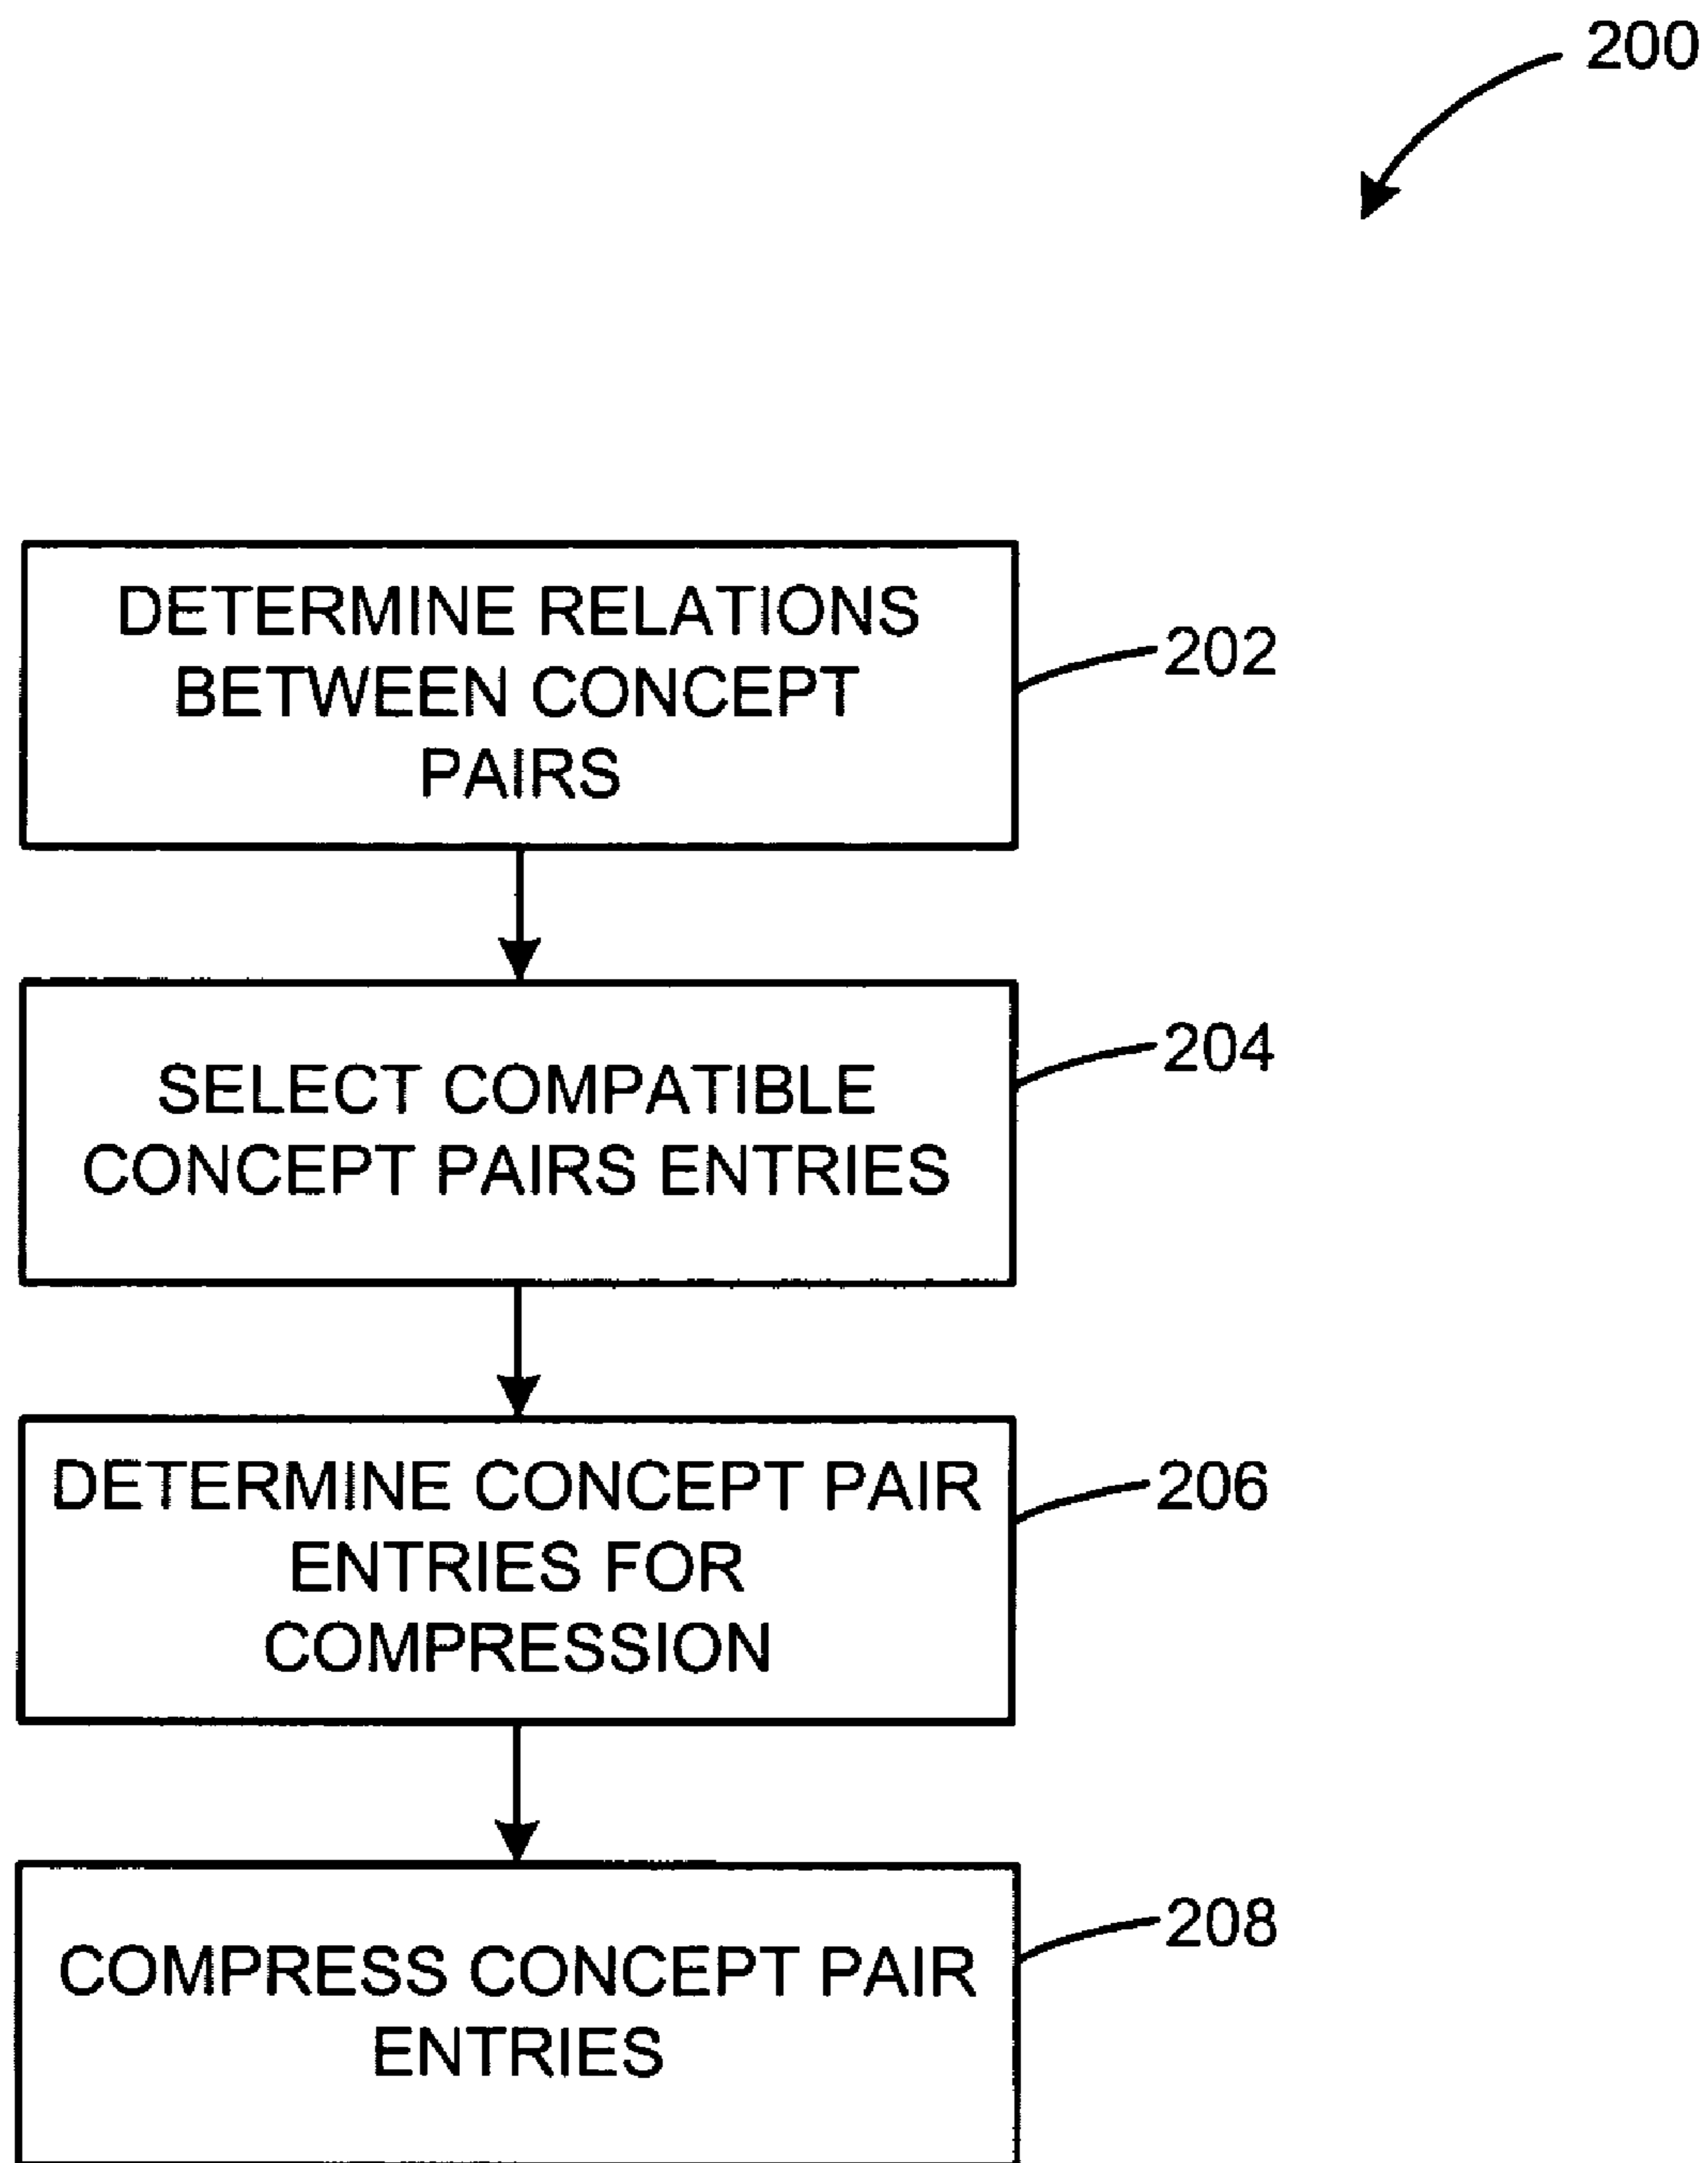 200
DETERMINE RELATIONS
BETWEEN CONCEPT
PAIRS
202
SELECT COMPATIBLE
CONCEPT PAIRS ENTRIES
204
DETERMINE CONCEPT PAIR
ENTRIES FOR
COMPRESSION
206
COMPRESS CONCEPT PAIR
ENTRIES
208